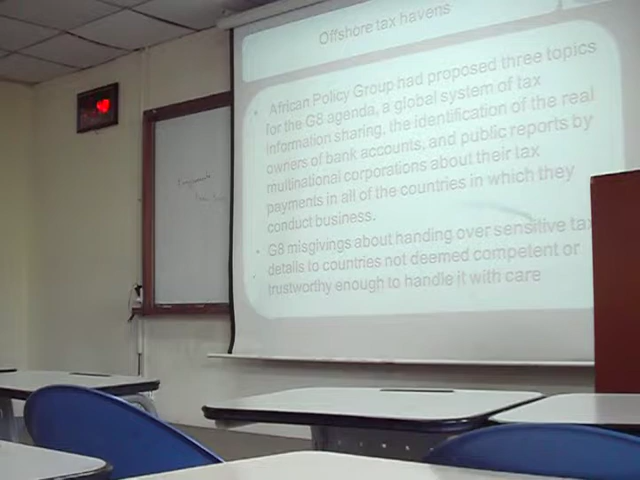 Offshore tax havens
African Policy Group had proposed three topics
for the G8 agenda, a global system of tax
information sharing, the identification of the real
owners of bank accounts, and public reports by
multinational corporations about their tax
payments in all of the countries in which they
conduct business.
G8 misgivings about handing over sensitive tax
details to countries not deemed competent or
trustworthy enough to handle it with care